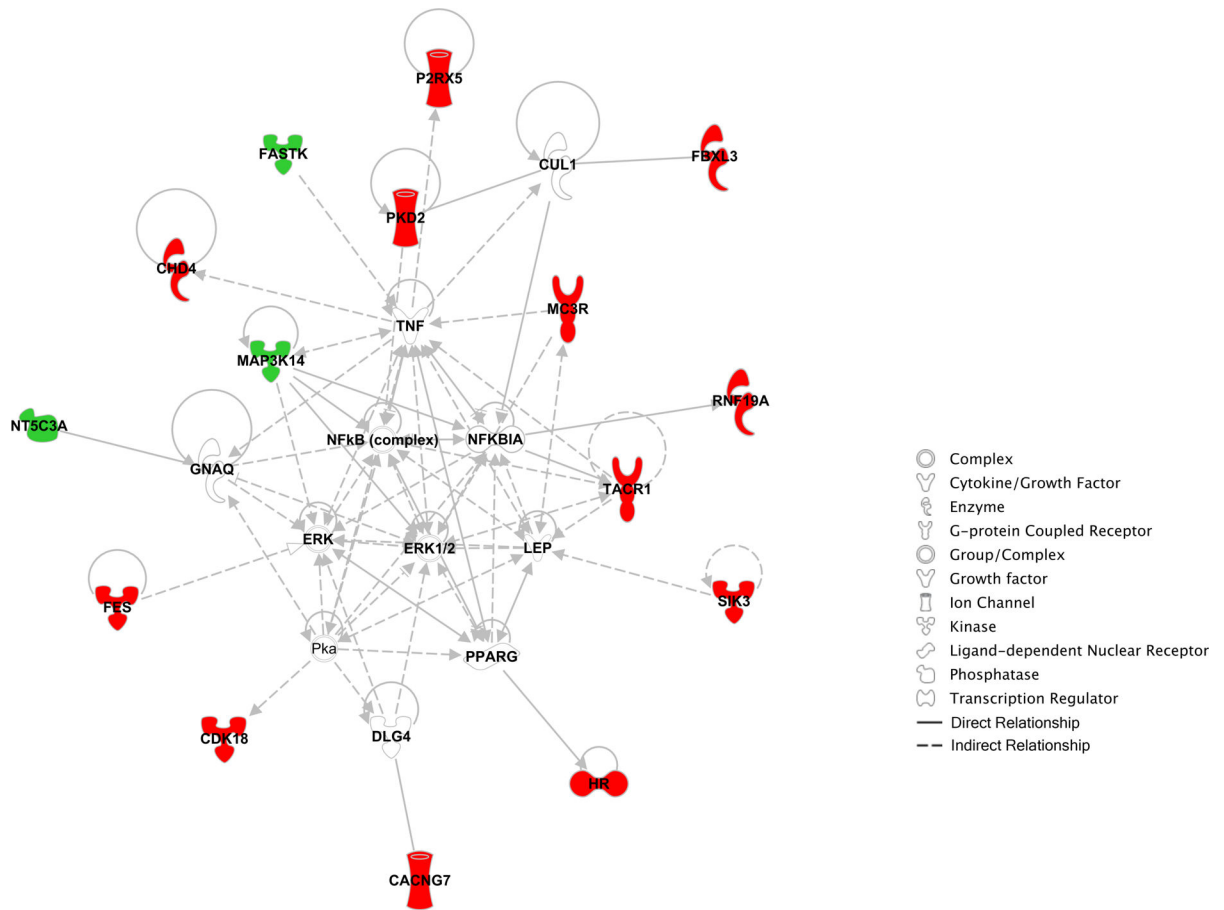 P2RX5
FASTK
CUL1
FBXL3
PKD2
CHD4
MC3R
TNF
MAP3K14
RNF19A
NT5C3A
NFkB (complex)
NFKBIA
GNAQ
TACR1
ERK
ERK1/2
LEP
FES
SIK3
Pka
PPARG
CDK18
DLG4
HR
CACNG7
Complex
Cytokine/Growth Factor
Enzyme
G-protein Coupled Receptor
Group/Complex
Growth factor
Ion Channel
Kinase
Ligand-dependent Nuclear Receptor
Phosphatase
Transcription Regulator
Direct Relationship
Indirect Relationship